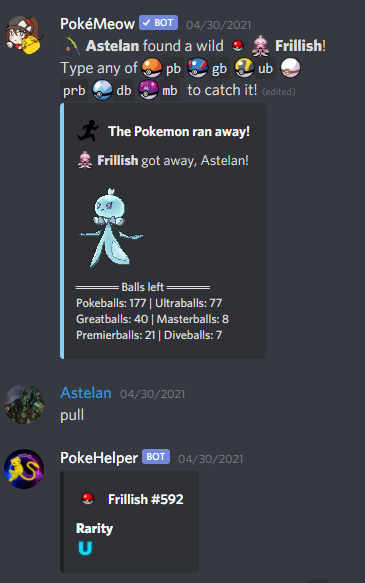 PokéMeow ✓ BOT 04/30/2021
Astelan found a wild Frillish!
Type any of pb gb ub
prb db mb to catch it! (edited)
The Pokemon ran away!
Frillish got away, Astelan!
══════ Balls left ══════
Pokeballs: 177 | Ultraballs: 77
Greatballs: 40 | Masterballs: 8
Premierballs: 21 | Diveballs: 7
Astelan 04/30/2021
pull
PokeHelper BOT 04/30/2021
Frillish #592
Rarity
U